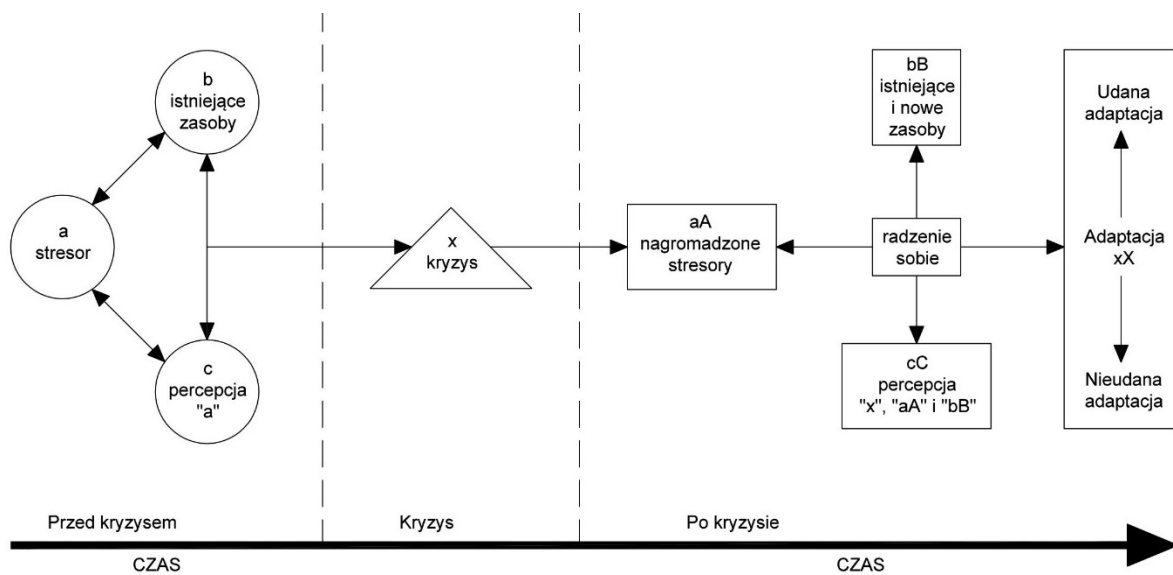 b
istniejące
zasoby
a
stresor
c
percepcja
"a"
x
kryzys
aA
nagromadzone
stresory
bB
istniejące
i nowe
zasoby
radzenie
sobie
cC
percepcja
"x", "aA" i "bB"
Udana
adaptacja
Adaptacja
xX
Nieudana
adaptacja
Przed kryzysem
Kryzys
Po kryzysie
CZAS
CZAS